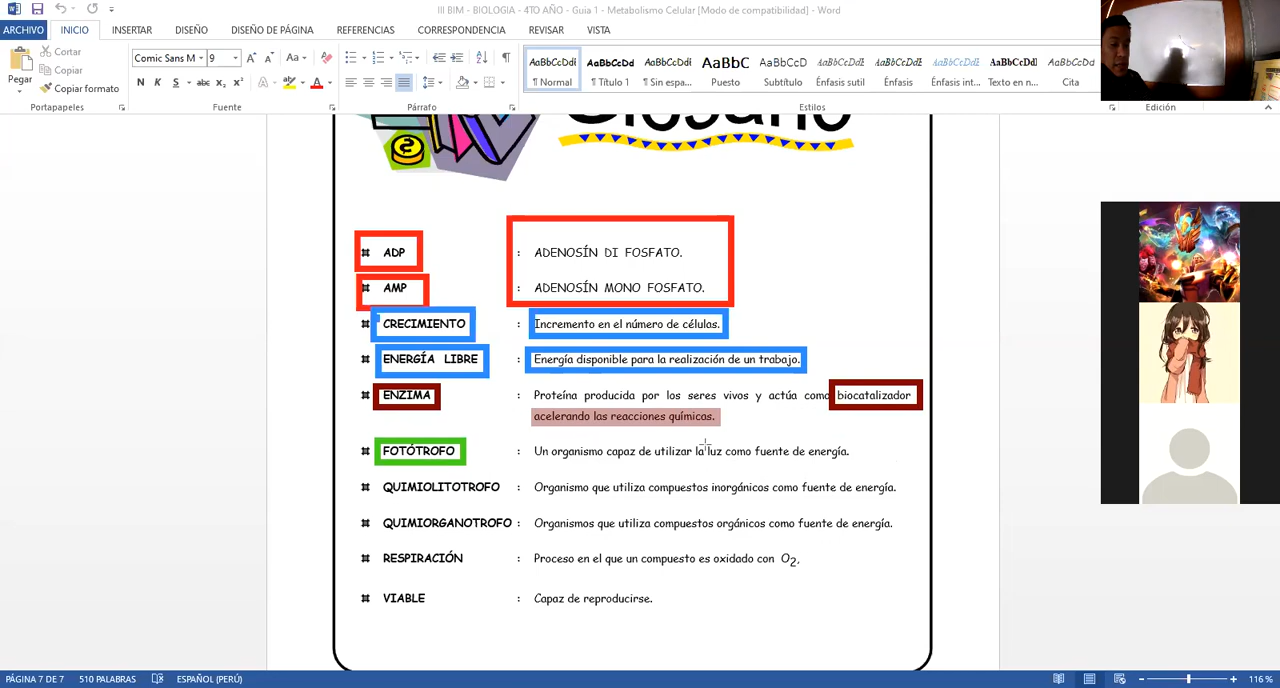 III BIM - BIOLOGIA - 4TO AÑO - Guia 1 - Metabolismo Celular [Modo de compatibilidad] - Word
ARCHIVO INICIO INSERTAR DISEÑO DISEÑO DE PÁGINA REFERENCIAS CORRESPONDENCIA REVISAR VISTA
Pegar
Cortar
Copiar
Copiar formato
Portapapeles
Comic Sans M 9
N K S abc x₂ x²
Fuente
Párrafo
AaBbCcDdI AaBbCcDdI AaBbCcDdI AaBbC AaBbCcD AaBbCcDdE AaBbCcDdE AaBbCcDdE AaBbCcDdI AaBbCcDdI
¶ Normal ¶ Título 1 ¶ Sin espa... Puesto Subtítulo Énfasis sutil Énfasis Énfasis int... Texto en n... Cita
Estilos
Edición
Glosario
ADP : ADENOSÍN DI FOSFATO.
AMP : ADENOSÍN MONO FOSFATO.
CRECIMIENTO : Incremento en el número de células.
ENERGÍA LIBRE : Energía disponible para la realización de un trabajo.
ENZIMA : Proteína producida por los seres vivos y actúa como biocatalizador
acelerando las reacciones químicas.
FOTÓTROFO : Un organismo capaz de utilizar la luz como fuente de energía.
QUIMIOLITOTROFO : Organismo que utiliza compuestos inorgánicos como fuente de energía.
QUIMIORGANOTROFO : Organismos que utiliza compuestos orgánicos como fuente de energía.
RESPIRACIÓN : Proceso en el que un compuesto es oxidado con O₂,
VIABLE : Capaz de reproducirse.
PÁGINA 7 DE 7 510 PALABRAS ESPAÑOL (PERÚ) 116 %